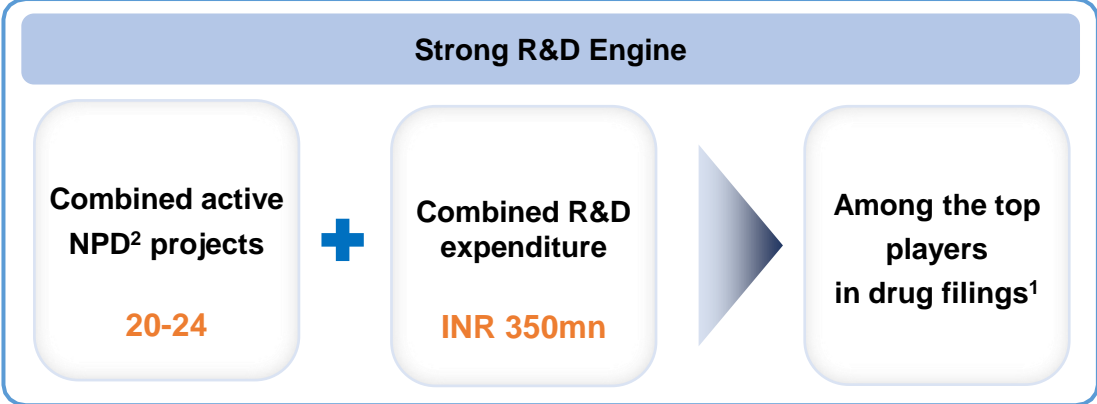 Strong R&D Engine
Combined active
NPD² projects
20-24
Combined R&D
expenditure
INR 350mn
Among the top
players
in drug filings¹